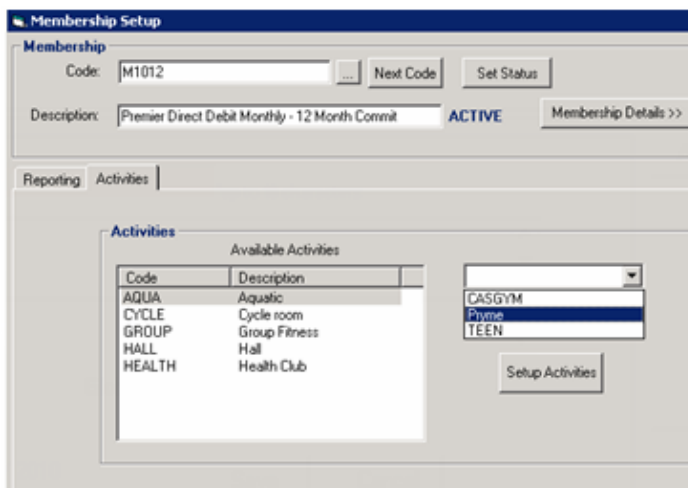 Membership Setup
Membership
Code: M1012 ... Next Code Set Status
Description: Premier Direct Debit Monthly - 12 Month Commit ACTIVE Membership Details >>
Reporting Activities
Activities
Available Activities
Code Description
AQUA Aquatic
CYCLE Cycle room
GROUP Group Fitness
HALL Hall
HEALTH Health Club
CASGYM
Pryme
TEEN
Setup Activities